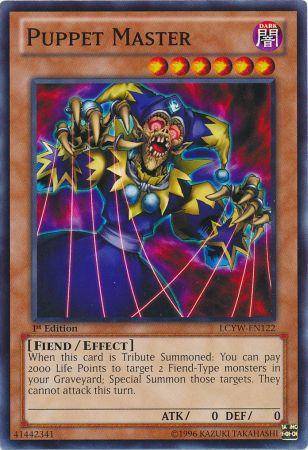 PUPPET MASTER
DARK
闇
1st Edition
LCYW-EN122
[FIEND / EFFECT]
When this card is Tribute Summoned: You can pay
2000 Life Points to target 2 Fiend-Type monsters in
your Graveyard; Special Summon those targets. They
cannot attack this turn.
ATK / 0 DEF / 0
41442341
©1996 KAZUKI TAKAHASHI